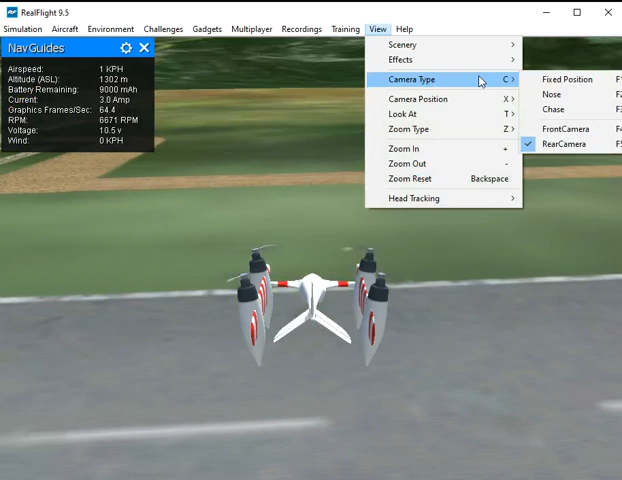 RealFlight 9.5
Simulation Aircraft Environment Challenges Gadgets Multiplayer Recordings Training View Help
NavGuides
Airspeed: 1 KPH
Altitude (ASL): 1302 m
Battery Remaining: 9000 mAh
Current: 3.0 Amp
Graphics Frames/Sec: 64.4
RPM: 6671 RPM
Voltage: 10.5 v
Wind: 0 KPH
Scenery
Effects
Camera Type C
Camera Position X
Look At T
Zoom Type Z
Zoom In +
Zoom Out -
Zoom Reset Backspace
Head Tracking
Fixed Position F1
Nose F2
Chase F3
FrontCamera F4
RearCamera F5